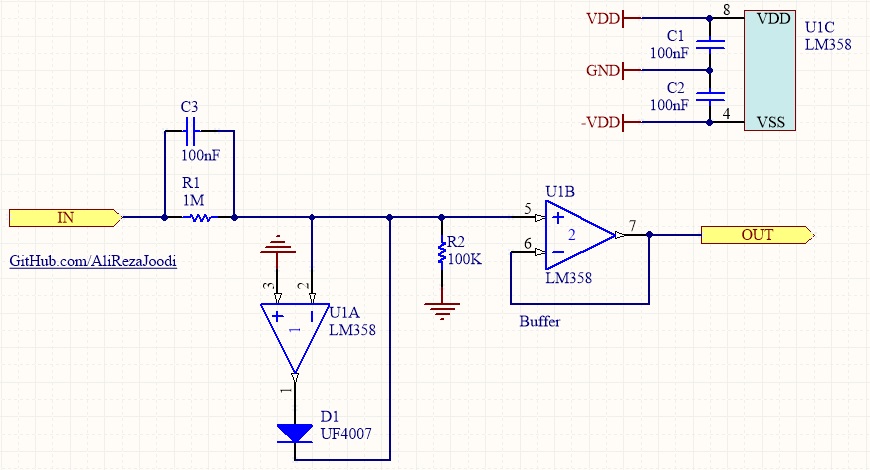 VDD
8
VDD
U1C
LM358
C1
100nF
GND
C2
100nF
-VDD
4
VSS
C3
100nF
R1
1M
IN
GitHub.com/AliRezaJoodi
U1B
5
+
2
7
6
−
LM358
OUT
R2
100K
Buffer
3
2
+
−
1
U1A
LM358
1
D1
UF4007